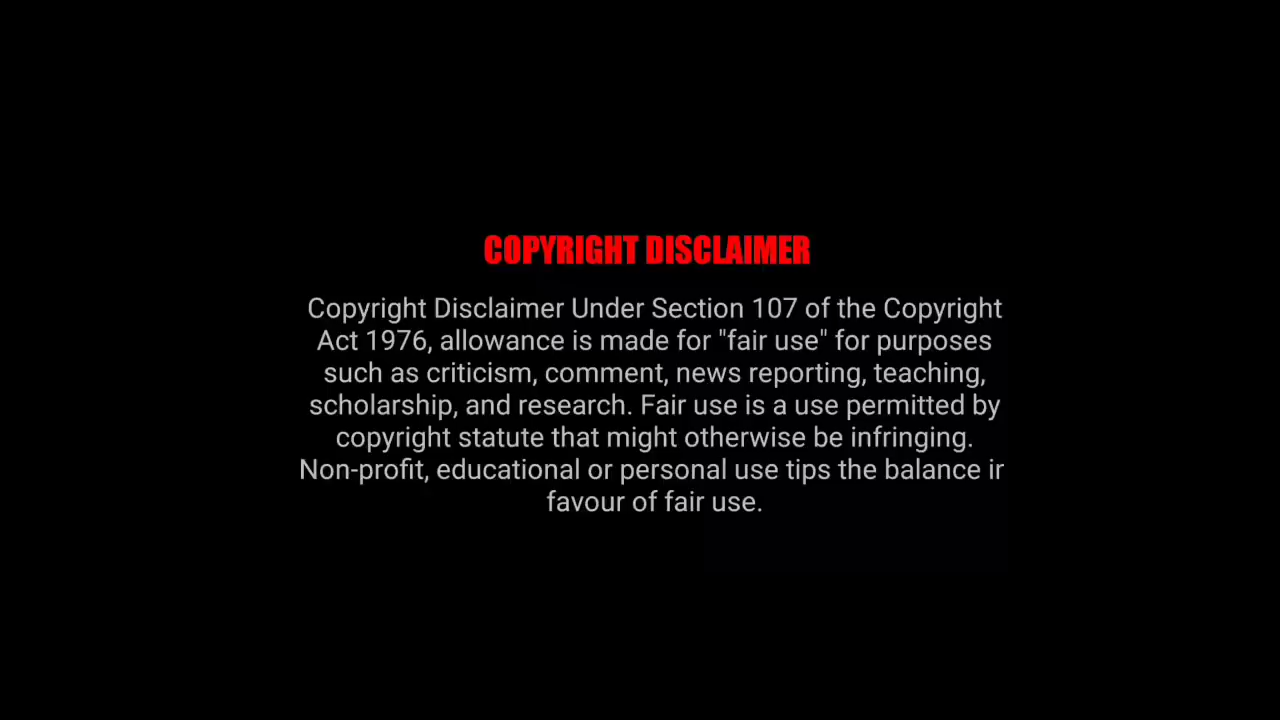 COPYRIGHT DISCLAIMER
Copyright Disclaimer Under Section 107 of the Copyright
Act 1976, allowance is made for "fair use" for purposes
such as criticism, comment, news reporting, teaching,
scholarship, and research. Fair use is a use permitted by
copyright statute that might otherwise be infringing.
Non-profit, educational or personal use tips the balance ir
favour of fair use.